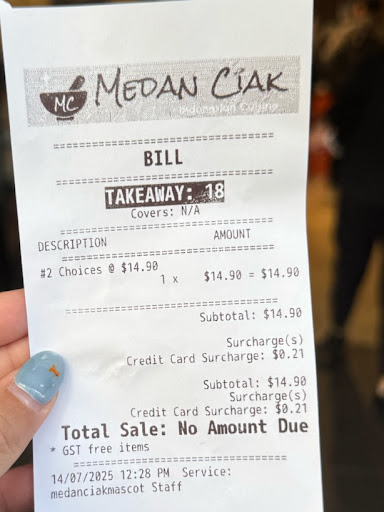 MC MEDAN CIAK
Indonesian Cuisine
==============================
BILL
==============================
TAKEAWAY: 18
Covers: N/A
==============================
DESCRIPTION AMOUNT
==============================
#2 Choices @ $14.90
1 x $14.90 = $14.90
------------------------------
Subtotal: $14.90
Surcharge(s)
Credit Card Surcharge: $0.21
Subtotal: $14.90
Surcharge(s)
Credit Card Surcharge: $0.21
Total Sale: No Amount Due
* GST free items
==============================
14/07/2025 12:28 PM Service:
medanciakmascot Staff